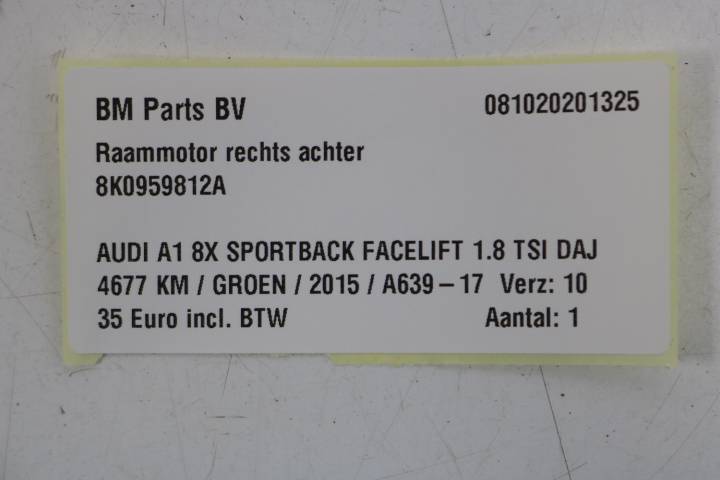 BM Parts BV 081020201325
Raammotor rechts achter
8K0959812A
AUDI A1 8X SPORTBACK FACELIFT 1.8 TSI DAJ
4677 KM / GROEN / 2015 / A639 – 17 Verz: 10
35 Euro incl. BTW Aantal: 1